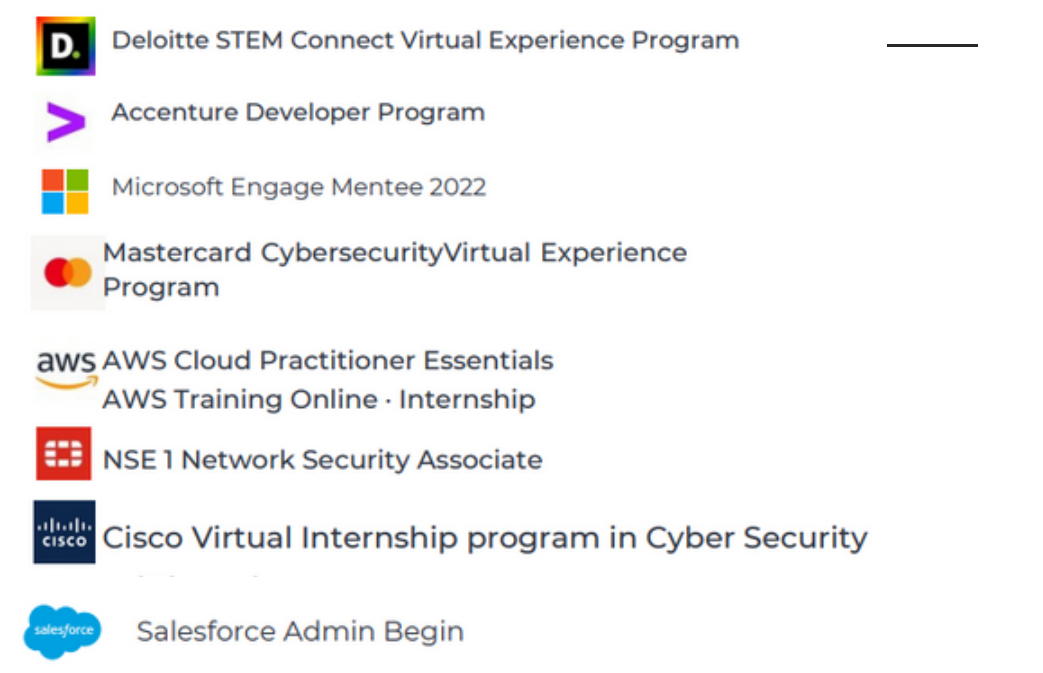 D. Deloitte STEM Connect Virtual Experience Program
Accenture Developer Program
Microsoft Engage Mentee 2022
Mastercard CybersecurityVirtual Experience
Program
aws AWS Cloud Practitioner Essentials
AWS Training Online · Internship
NSE 1 Network Security Associate
cisco Cisco Virtual Internship program in Cyber Security
salesforce Salesforce Admin Begin